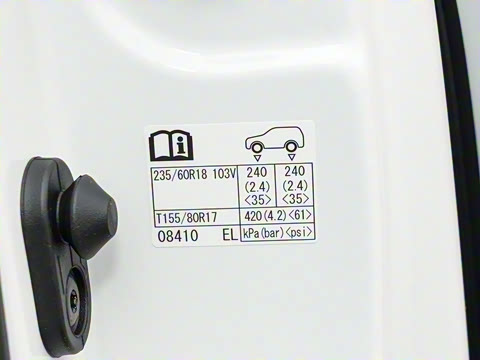 235/60R18 103V 240 240
(2.4) (2.4)
<35> <35>
T155/80R17 420(4.2)<61>
08410 EL kPa(bar)<psi>